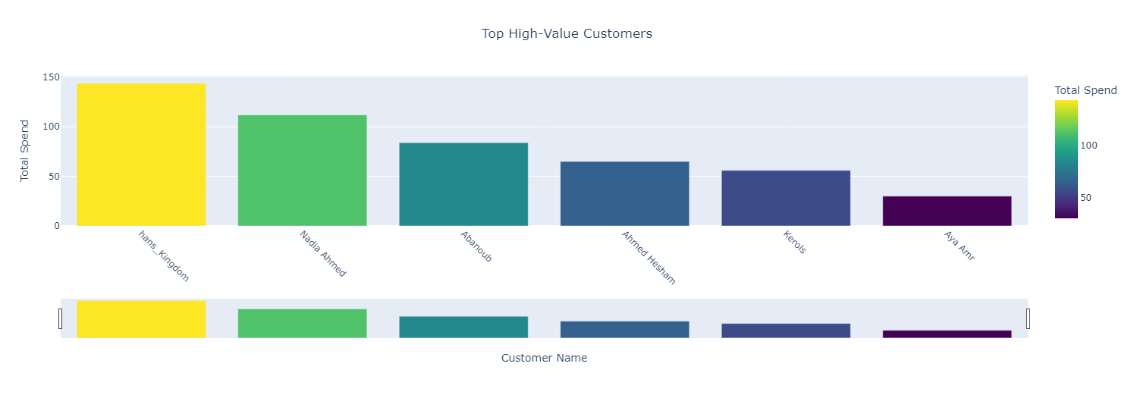 Top High-Value Customers
Total Spend
150
100
50
0
Total Spend
100
50
hans_Kingdom
Nadia Ahmed
Abanoub
Ahmed Hesham
Kerols
Aya Amr
Customer Name